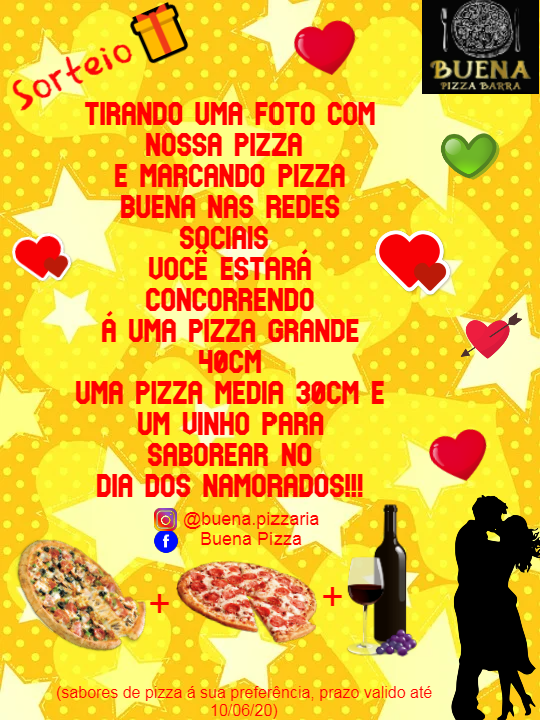 Sorteio
BUENA
PIZZA BARRA
TIRANDO UMA FOTO COM
NOSSA PIZZA
E MARCANDO PIZZA
BUENA NAS REDES
SOCIAIS
VOCÊ ESTARÁ
CONCORRENDO
Á UMA PIZZA GRANDE
40CM
UMA PIZZA MEDIA 30CM E
UM VINHO PARA
SABOREAR NO
DIA DOS NAMORADOS!!!
@buena.pizzaria
Buena Pizza
+ +
(sabores de pizza á sua preferência, prazo valido até
10/06/20)